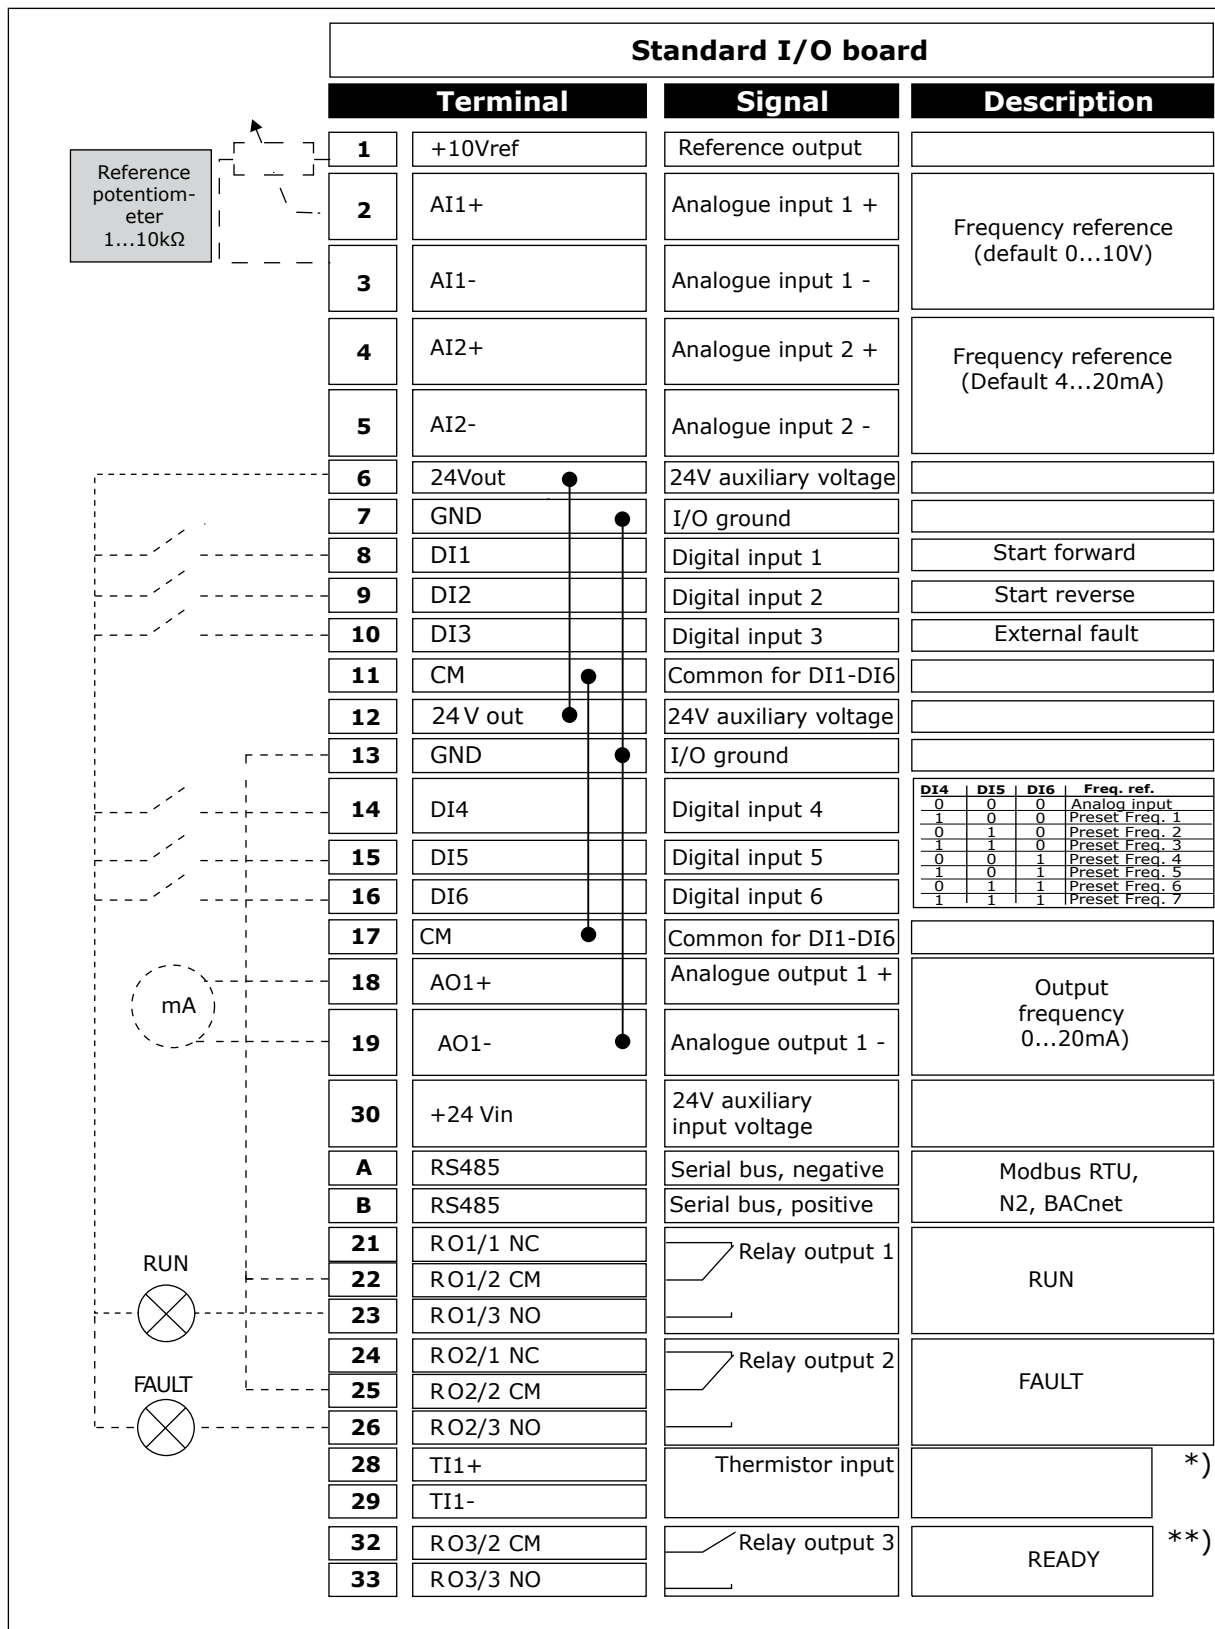 Standard I/O board
Terminal Signal Description
Reference
potentiom-
eter
1...10kΩ
1 +10Vref Reference output
2 AI1+ Analogue input 1 +
Frequency reference
(default 0...10V)
3 AI1- Analogue input 1 -
4 AI2+ Analogue input 2 +
Frequency reference
(Default 4...20mA)
5 AI2- Analogue input 2 -
6 24Vout 24V auxiliary voltage
7 GND I/O ground
8 DI1 Digital input 1 Start forward
9 DI2 Digital input 2 Start reverse
10 DI3 Digital input 3 External fault
11 CM Common for DI1-DI6
12 24 V out 24V auxiliary voltage
13 GND I/O ground
14 DI4 Digital input 4
DI4 DI5 DI6 Freq. ref.
0 0 0 Analog input
1 0 0 Preset Freq. 1
0 1 0 Preset Freq. 2
1 1 0 Preset Freq. 3
0 0 1 Preset Freq. 4
1 0 1 Preset Freq. 5
0 1 1 Preset Freq. 6
1 1 1 Preset Freq. 7
15 DI5 Digital input 5
16 DI6 Digital input 6
17 CM Common for DI1-DI6
mA
18 AO1+ Analogue output 1 +
Output
frequency
0...20mA)
19 AO1- Analogue output 1 -
30 +24 Vin 24V auxiliary
input voltage
A RS485 Serial bus, negative
Modbus RTU,
N2, BACnet
B RS485 Serial bus, positive
21 RO1/1 NC Relay output 1
RUN
22 RO1/2 CM RUN
23 RO1/3 NO
24 RO2/1 NC Relay output 2
FAULT
25 RO2/2 CM FAULT
26 RO2/3 NO
28 TI1+ Thermistor input *)
29 TI1-
32 RO3/2 CM Relay output 3 READY **)
33 RO3/3 NO